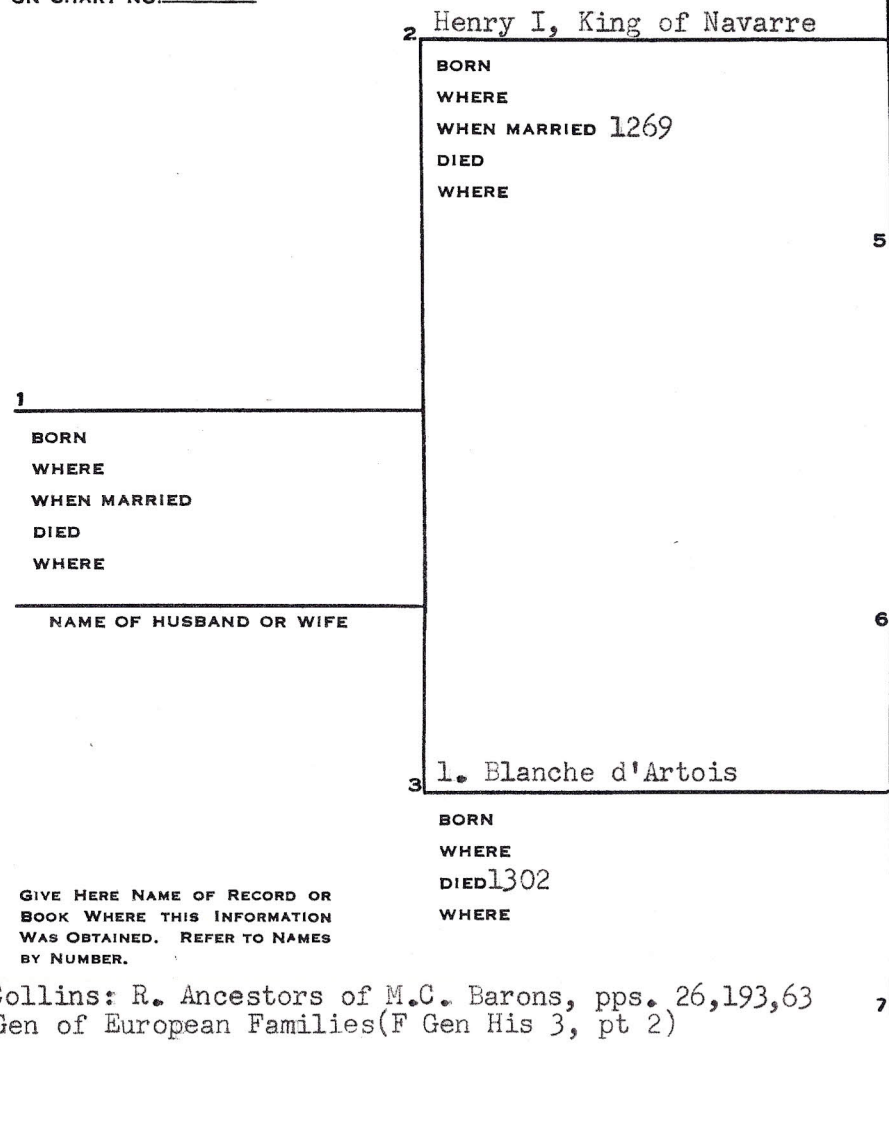 ON CHART NO.
2 Henry I, King of Navarre
BORN
WHERE
WHEN MARRIED 1269
DIED
WHERE
5
1
BORN
WHERE
WHEN MARRIED
DIED
WHERE
NAME OF HUSBAND OR WIFE
6
3 1. Blanche d'Artois
BORN
WHERE
DIED 1302
WHERE
GIVE HERE NAME OF RECORD OR
BOOK WHERE THIS INFORMATION
WAS OBTAINED. REFER TO NAMES
BY NUMBER.
ollins: R. Ancestors of M.C. Barons, pps. 26,193,63
7
Gen of European Families(F Gen His 3, pt 2)